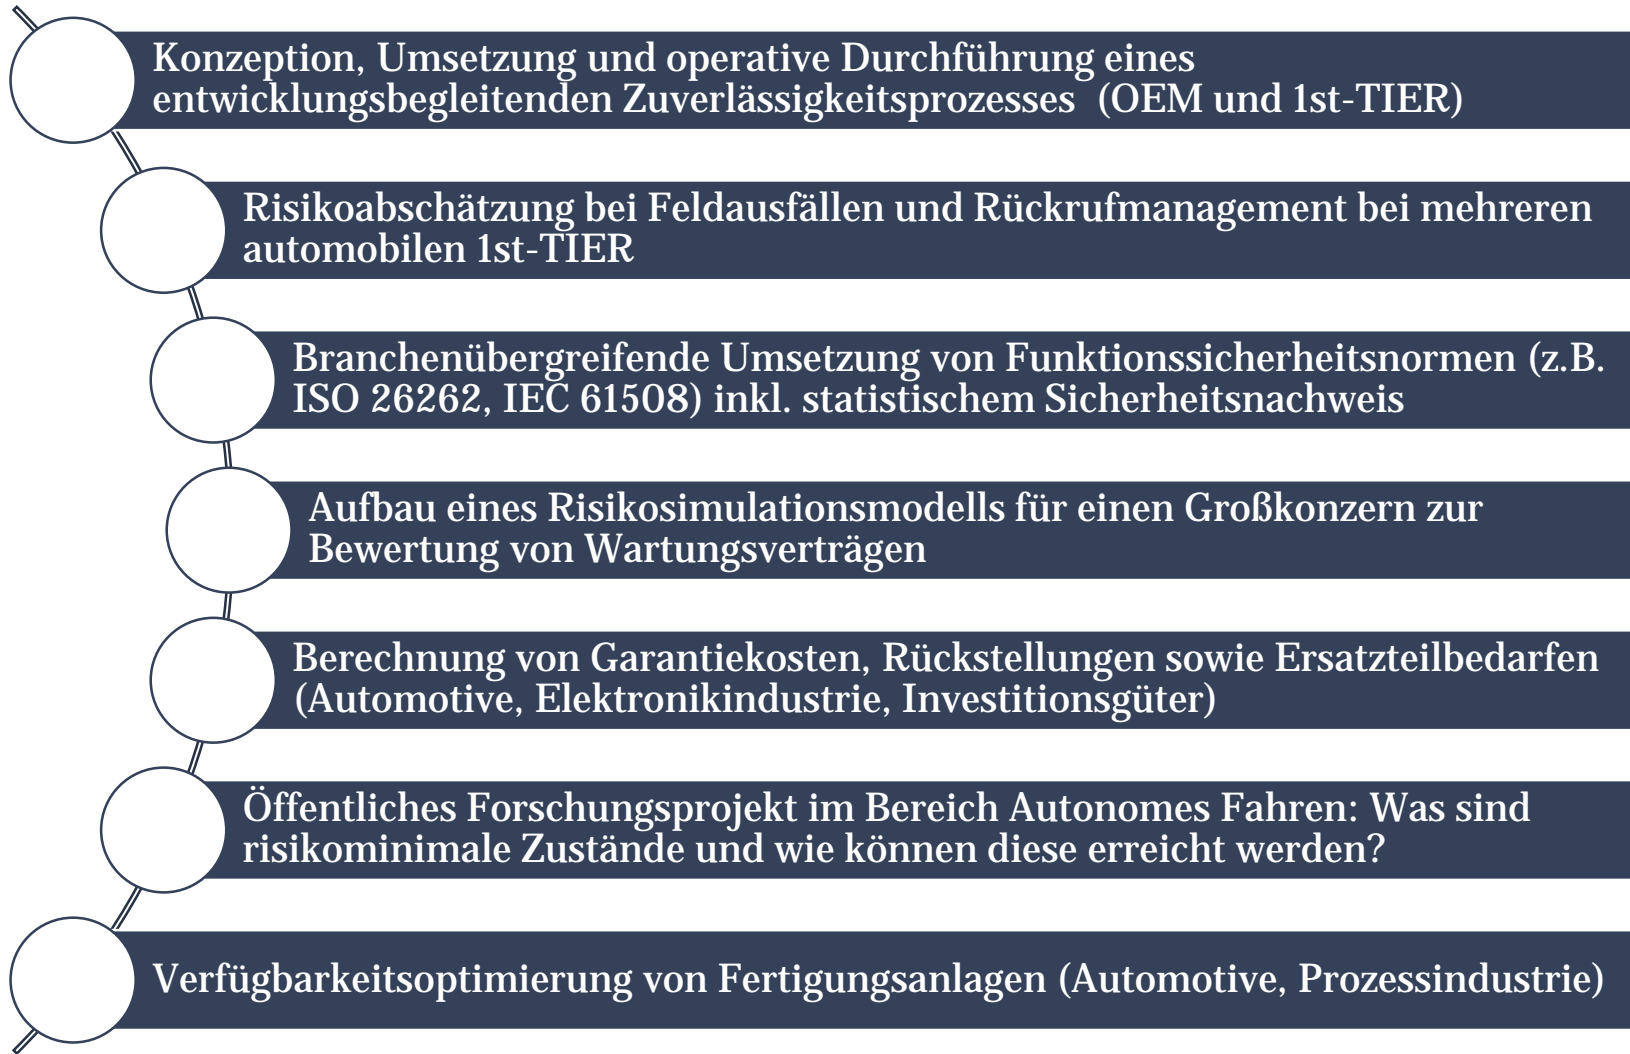 Konzeption, Umsetzung und operative Durchführung eines
entwicklungsbegleitenden Zuverlässigkeitsprozesses (OEM und 1st-TIER)
Risikoabschätzung bei Feldausfällen und Rückrufmanagement bei mehreren
automobilen 1st-TIER
Branchenübergreifende Umsetzung von Funktionssicherheitsnormen (z.B.
ISO 26262, IEC 61508) inkl. statistischem Sicherheitsnachweis
Aufbau eines Risikosimulationsmodells für einen Großkonzern zur
Bewertung von Wartungsverträgen
Berechnung von Garantiekosten, Rückstellungen sowie Ersatzteilbedarfen
(Automotive, Elektronikindustrie, Investitionsgüter)
Öffentliches Forschungsprojekt im Bereich Autonomes Fahren: Was sind
risikominimale Zustände und wie können diese erreicht werden?
Verfügbarkeitsoptimierung von Fertigungsanlagen (Automotive, Prozessindustrie)